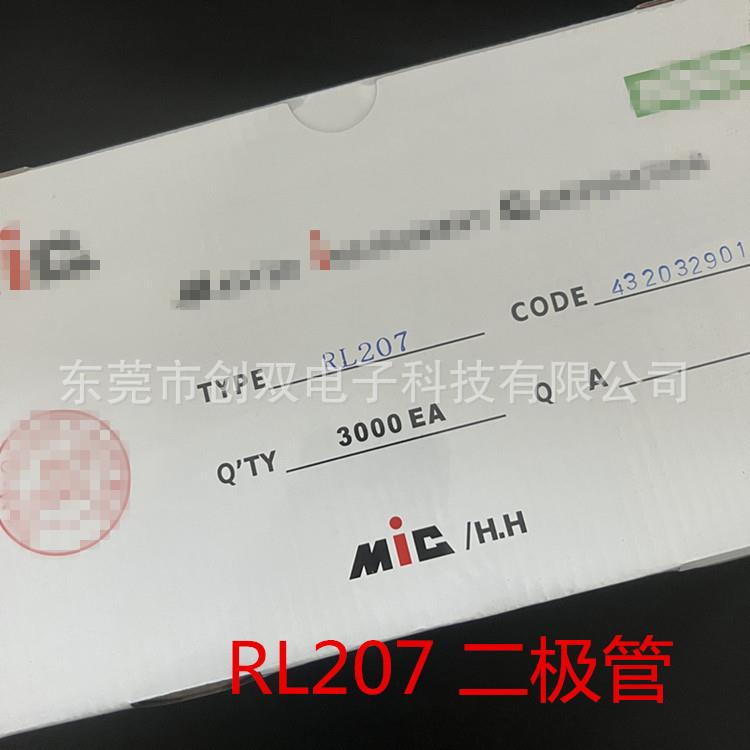 CODE 432032901
TYPE RL207
东莞市创双电子科技有限公司
Q A
Q'TY 3000 EA
MiC /H.H
RL207 二极管